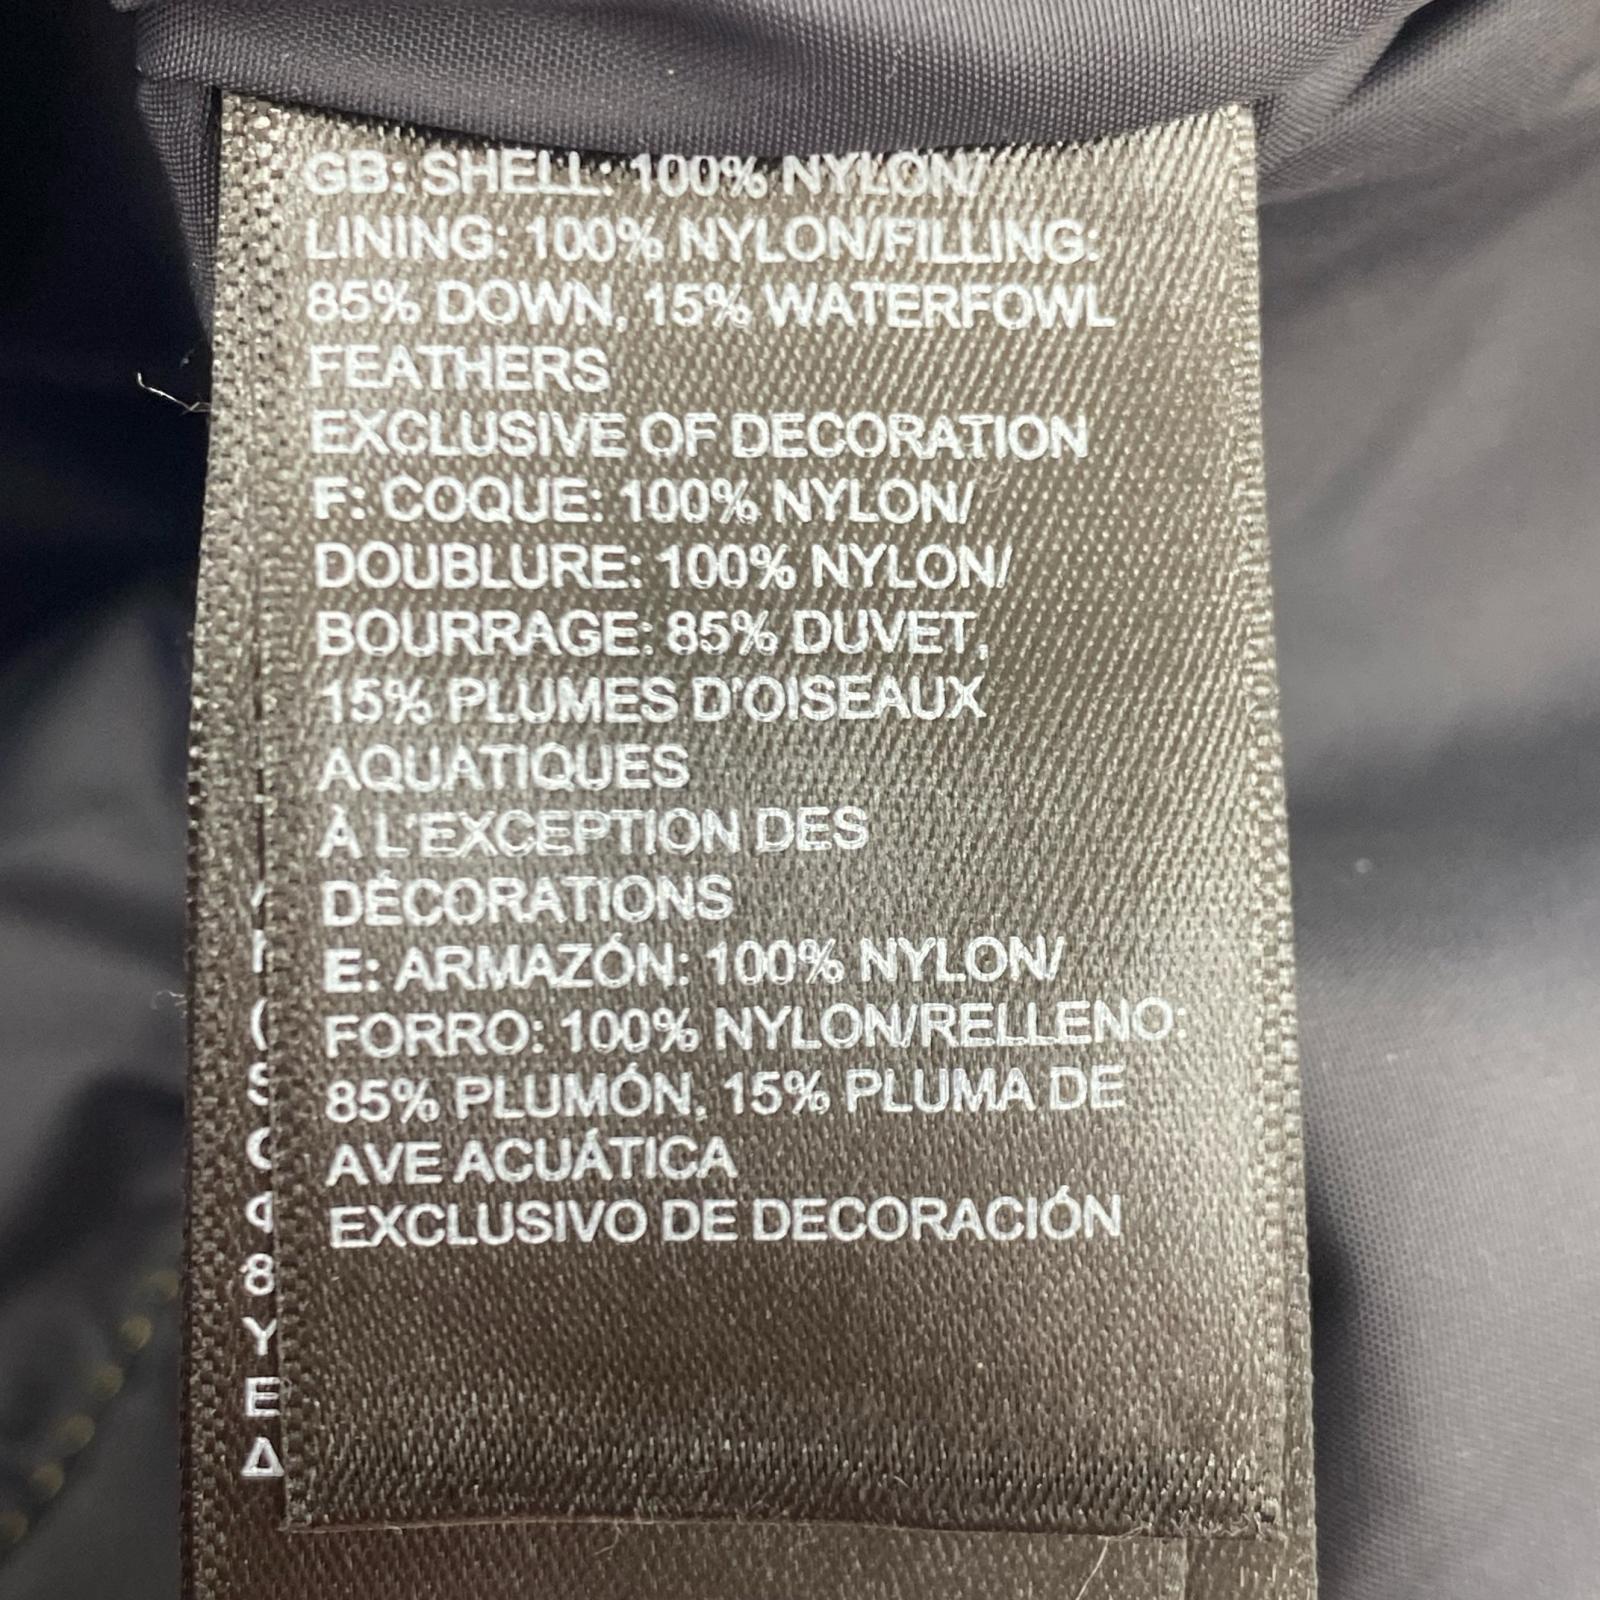 GB: SHELL: 100% NYLON/
LINING: 100% NYLON/FILLING:
85% DOWN, 15% WATERFOWL
FEATHERS
EXCLUSIVE OF DECORATION
F: COQUE: 100% NYLON/
DOUBLURE: 100% NYLON/
BOURRAGE: 85% DUVET,
15% PLUMES D'OISEAUX
AQUATIQUES
À L'EXCEPTION DES
DÉCORATIONS
E: ARMAZÓN: 100% NYLON/
FORRO: 100% NYLON/RELLENO:
85% PLUMÓN, 15% PLUMA DE
AVE ACUÁTICA
EXCLUSIVO DE DECORACIÓN